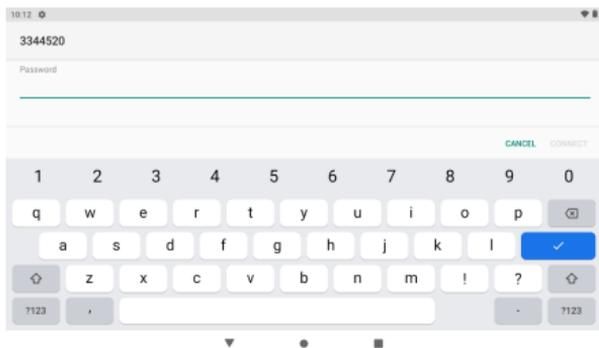 10:12
3344520
Password
CANCEL CONNECT
1 2 3 4 5 6 7 8 9 0
q w e r t y u i o p
a s d f g h j k l
z x c v b n m ! ?
?123 , . ?123